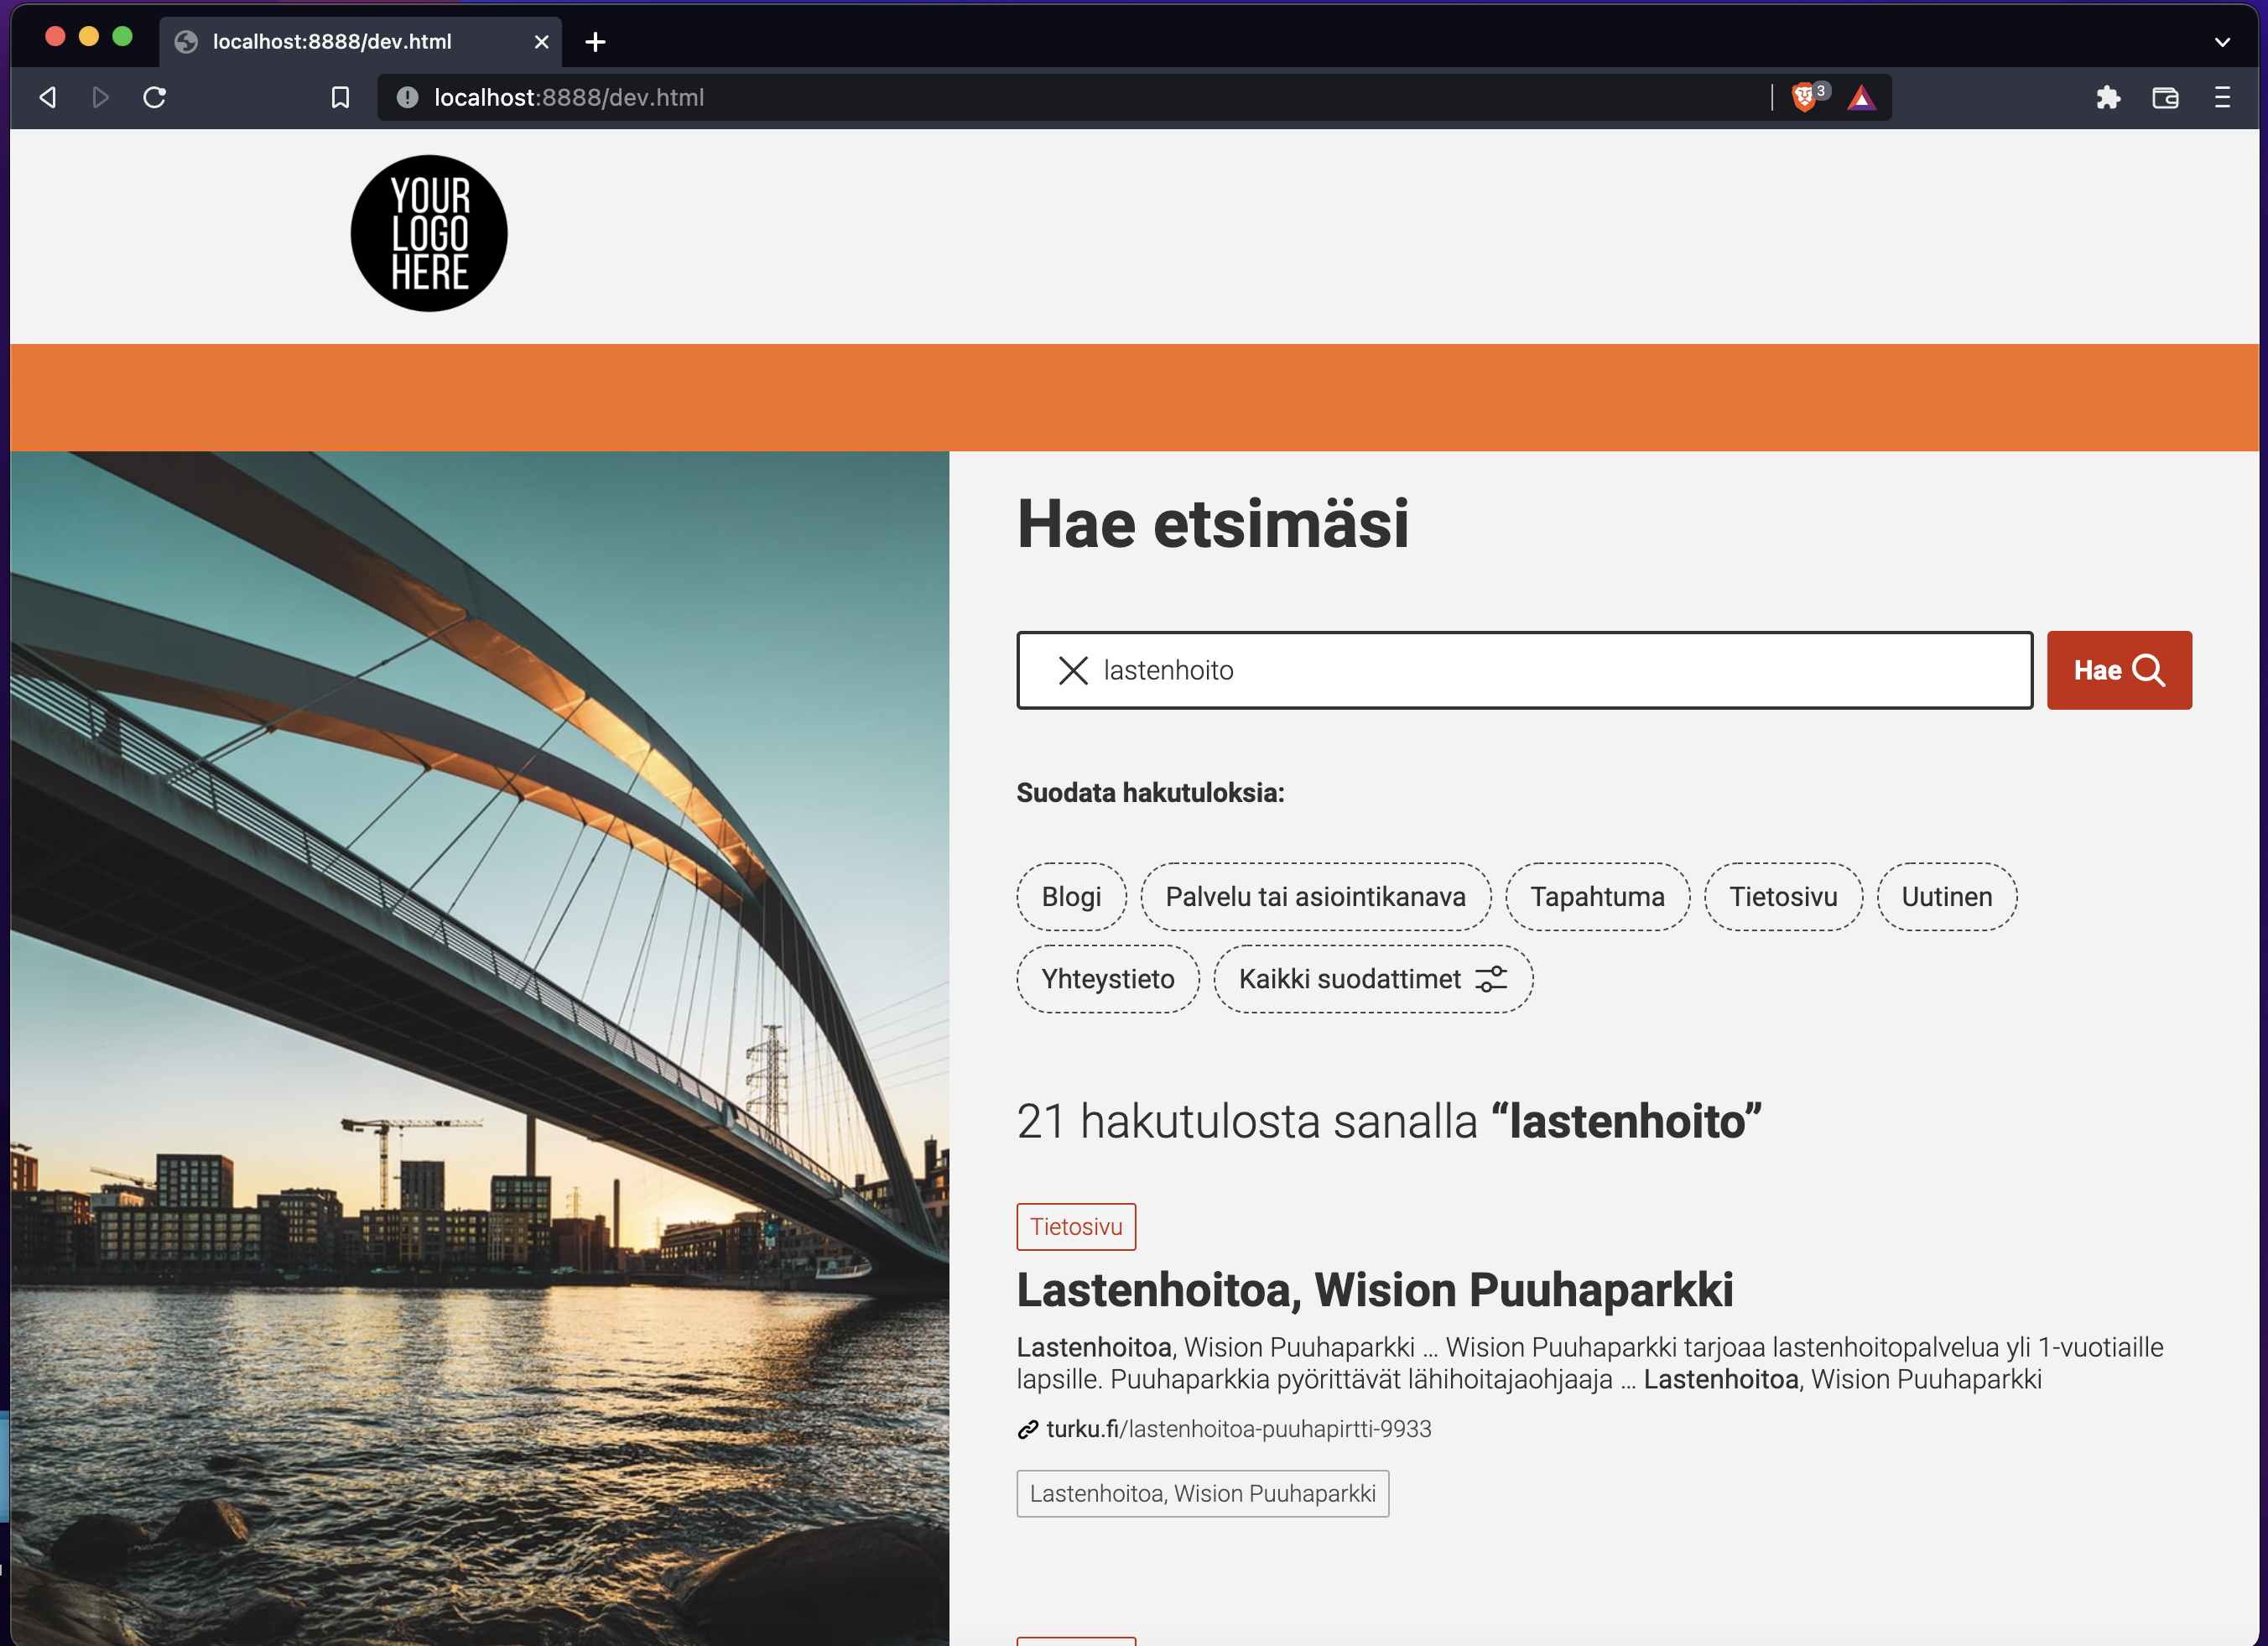 localhost:8888/dev.html
localhost:8888/dev.html
3
YOUR
LOGO
HERE
Hae etsimäsi
lastenhoito
Hae
Suodata hakutuloksia:
Blogi
Palvelu tai asiointikanava
Tapahtuma
Tietosivu
Uutinen
Yhteystieto
Kaikki suodattimet
21 hakutulosta sanalla “lastenhoito”
Tietosivu
Lastenhoitoa, Wision Puuhaparkki
Lastenhoitoa, Wision Puuhaparkki ... Wision Puuhaparkki tarjoaa lastenhoitopalvelua yli 1-vuotiaille
lapsille. Puuhaparkkia pyörittävät lähihoitajaohjaaja ... Lastenhoitoa, Wision Puuhaparkki
turku.fi/lastenhoitoa-puuhapirtti-9933
Lastenhoitoa, Wision Puuhaparkki